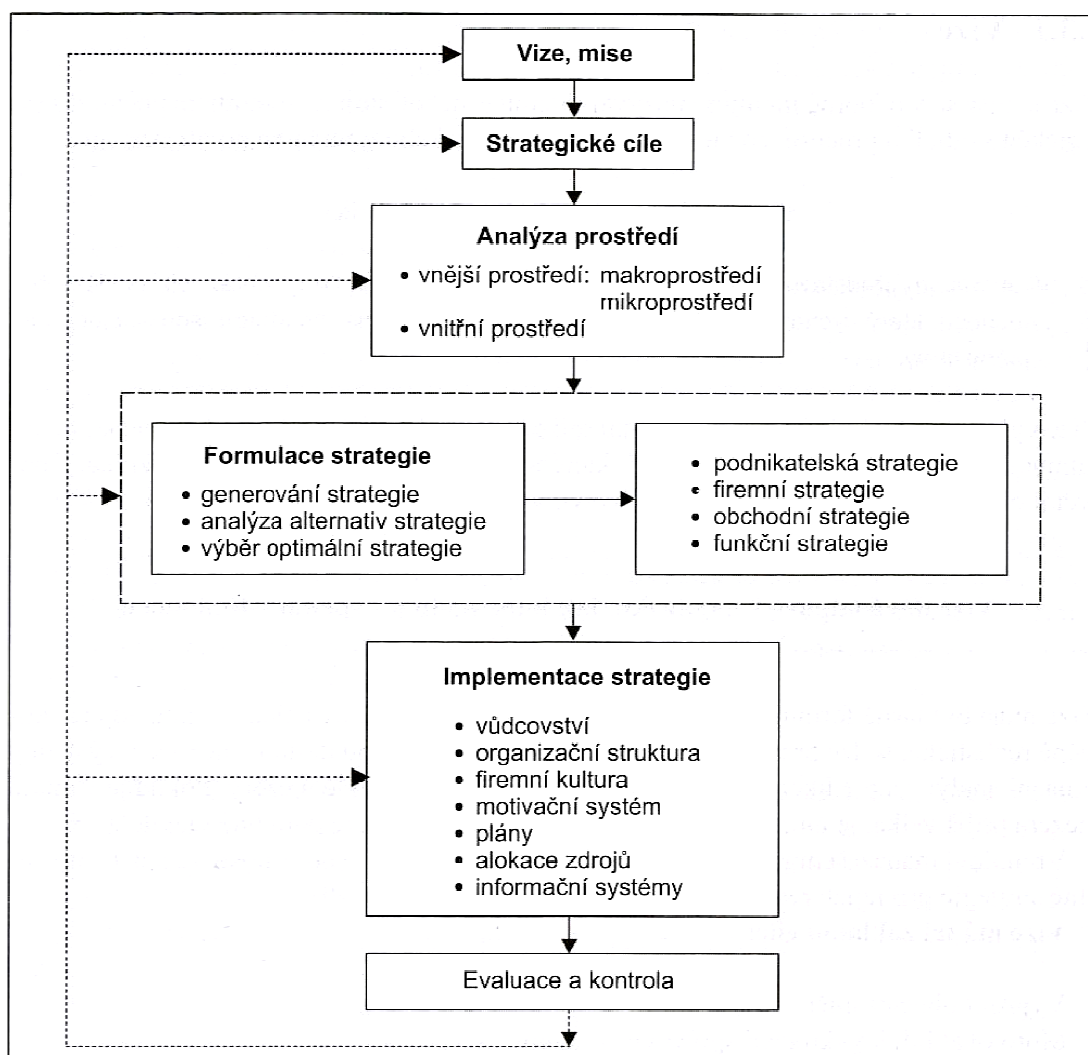 Vize, mise
Strategické cíle
Analýza prostředí
• vnější prostředí: makroprostředí
mikroprostředí
• vnitřní prostředí
Formulace strategie
• generování strategie
• analýza alternativ strategie
• výběr optimální strategie
• podnikatelská strategie
• firemní strategie
• obchodní strategie
• funkční strategie
Implementace strategie
• vůdcovství
• organizační struktura
• firemní kultura
• motivační systém
• plány
• alokace zdrojů
• informační systémy
Evaluace a kontrola